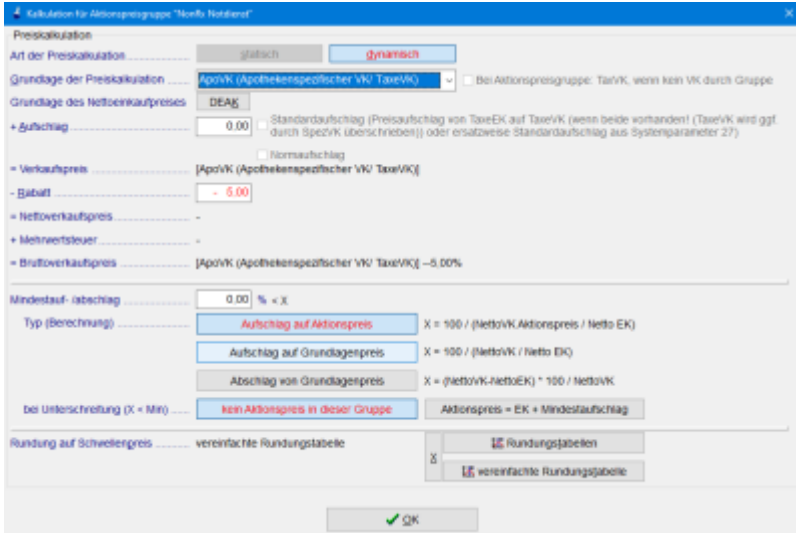 Kalkulation für Aktionspreisgruppe "Nonrx Notdienst"
Preiskalkulation
Art der Preiskalkulation statisch dynamisch
Grundlage der Preiskalkulation ApoVK (Apothekenspezifischer VK/ TaxeVK) Bei Aktionspreisgruppe: TaxVK, wenn kein VK durch Gruppe
Grundlage des Nettoeinkaufpreises DEAK
+ Aufschlag 0,00 Standardaufschlag (Preisaufschlag von TaxeEK auf TaxeVK (wenn beide vorhanden! (TaxeVK wird ggf.
durch SpezVK überschrieben)) oder ersatzweise Standardaufschlag aus Systemparameter 27)
Normaufschlag
= Verkaufspreis [ApoVK (Apothekenspezifischer VK/ TaxeVK)]
- Rabatt - 5,00
= Nettoverkaufspreis -
+ Mehrwertsteuer -
= Bruttoverkaufspreis [ApoVK (Apothekenspezifischer VK/ TaxeVK)] --5,00%
Mindestauf- /abschlag 0,00 % < X
Typ (Berechnung) Aufschlag auf Aktionspreis X = 100 / (NettoVK Aktionspreis / Netto EK)
Aufschlag auf Grundlagenpreis X = 100 / (NettoVK / Netto EK)
Abschlag von Grundlagenpreis X = (NettoVK-NettoEK) * 100 / NettoVK
bei Unterschreitung (X < Min) kein Aktionspreis in dieser Gruppe Aktionspreis = EK + Mindestaufschlag
Rundung auf Schwellenpreis vereinfachte Rundungstabelle X Rundungstabellen
vereinfachte Rundungstabelle
OK